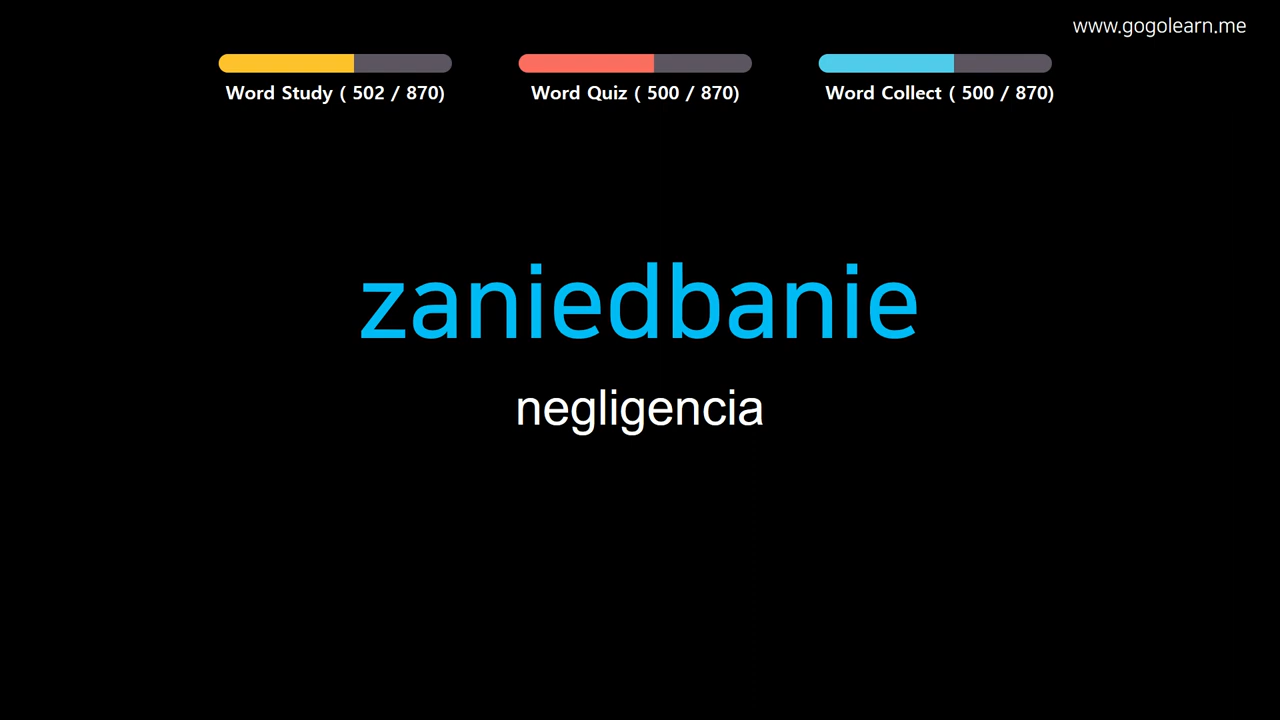 www.gogolearn.me
Word Study ( 502 / 870)
Word Quiz ( 500 / 870)
Word Collect ( 500 / 870)
zaniedbanie
negligencia